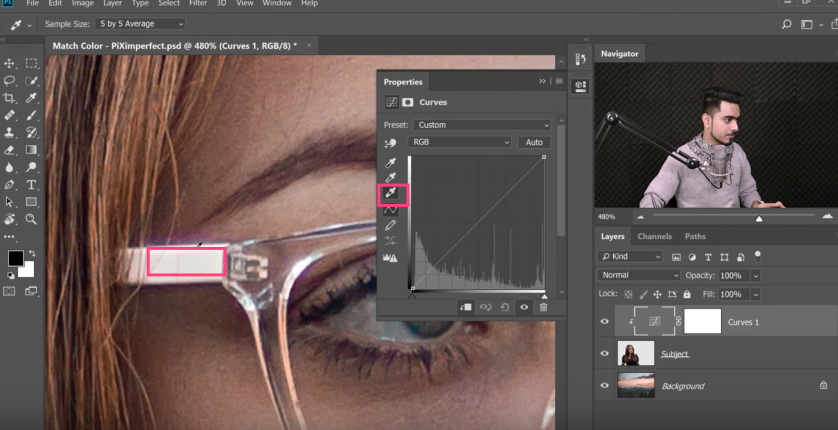 Ps File Edit Image Layer Type Select Filter 3D View Window Help
Sample Size: 5 by 5 Average
Match Color - PiXimperfect.psd @ 480% (Curves 1, RGB/8) * ×
Properties
Curves
Preset: Custom
RGB Auto
Navigator
480%
Layers Channels Paths
Kind
Normal Opacity: 100%
Lock: Fill: 100%
Curves 1
Subject
Background